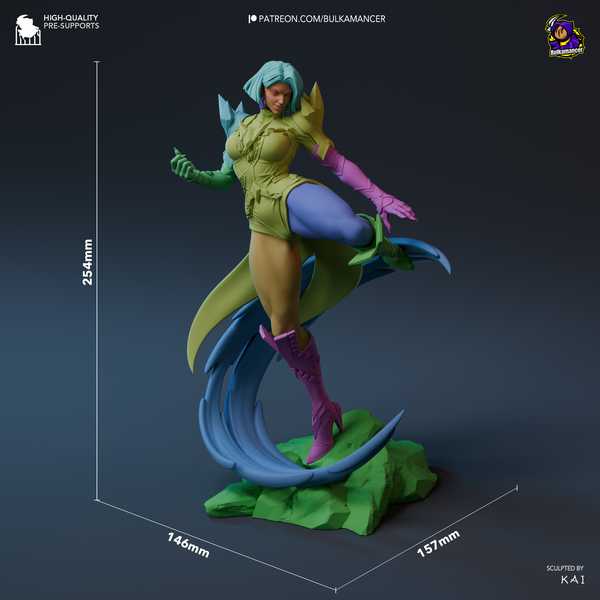 HIGH-QUALITY
PRE-SUPPORTS
PATREON.COM/BULKAMANCER
Bulkamancer
254mm
146mm
157mm
SCULPTED BY
KAI